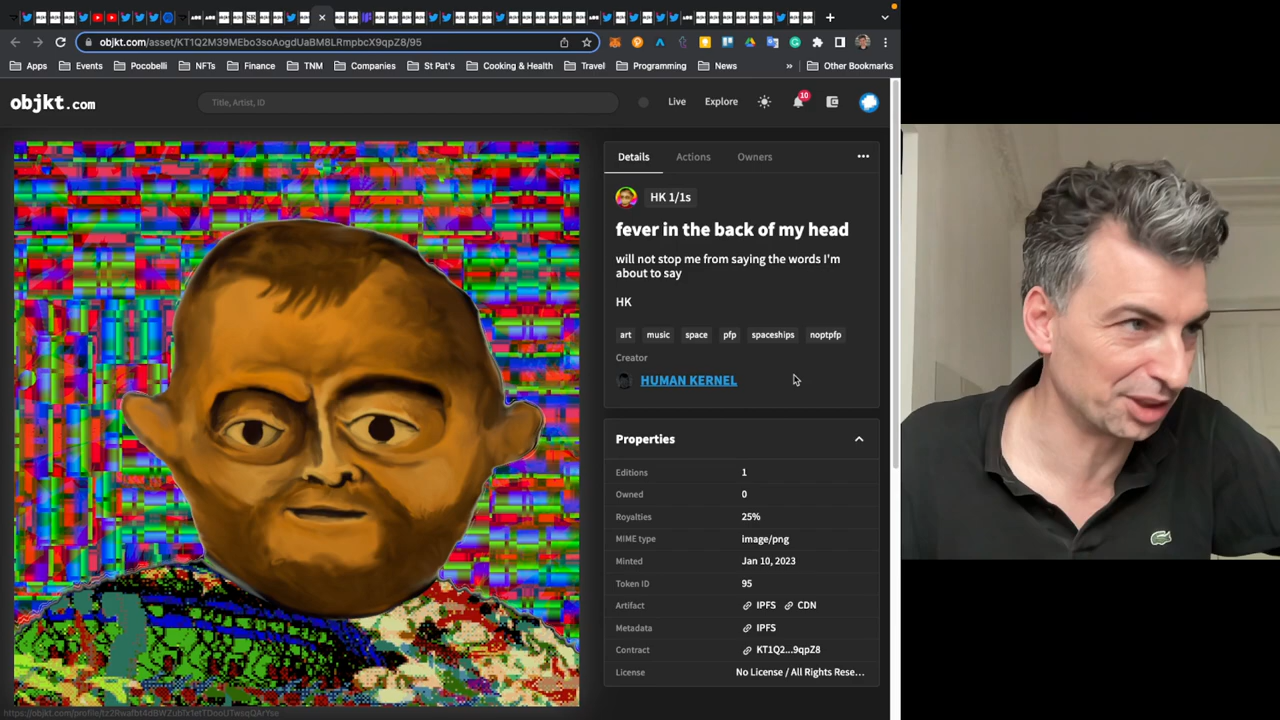 objkt.com/asset/KT1Q2M39MEbo3soAogdUaBM8LRmpbcX9qpZ8/95
Apps Events Pocobelli NFTs Finance TNM Companies St Pat's Cooking & Health Travel Programming News » Other Bookmarks
objkt.com Title, Artist, ID Live Explore 10
Details Actions Owners
HK 1/1s
fever in the back of my head
will not stop me from saying the words I'm
about to say
HK
art music space pfp spaceships noptpfp
Creator
HUMAN KERNEL
Properties
Editions 1
Owned 0
Royalties 25%
MIME type image/png
Minted Jan 10, 2023
Token ID 95
Artifact IPFS CDN
Metadata IPFS
Contract KT1Q2...9qpZ8
License No License / All Rights Rese...